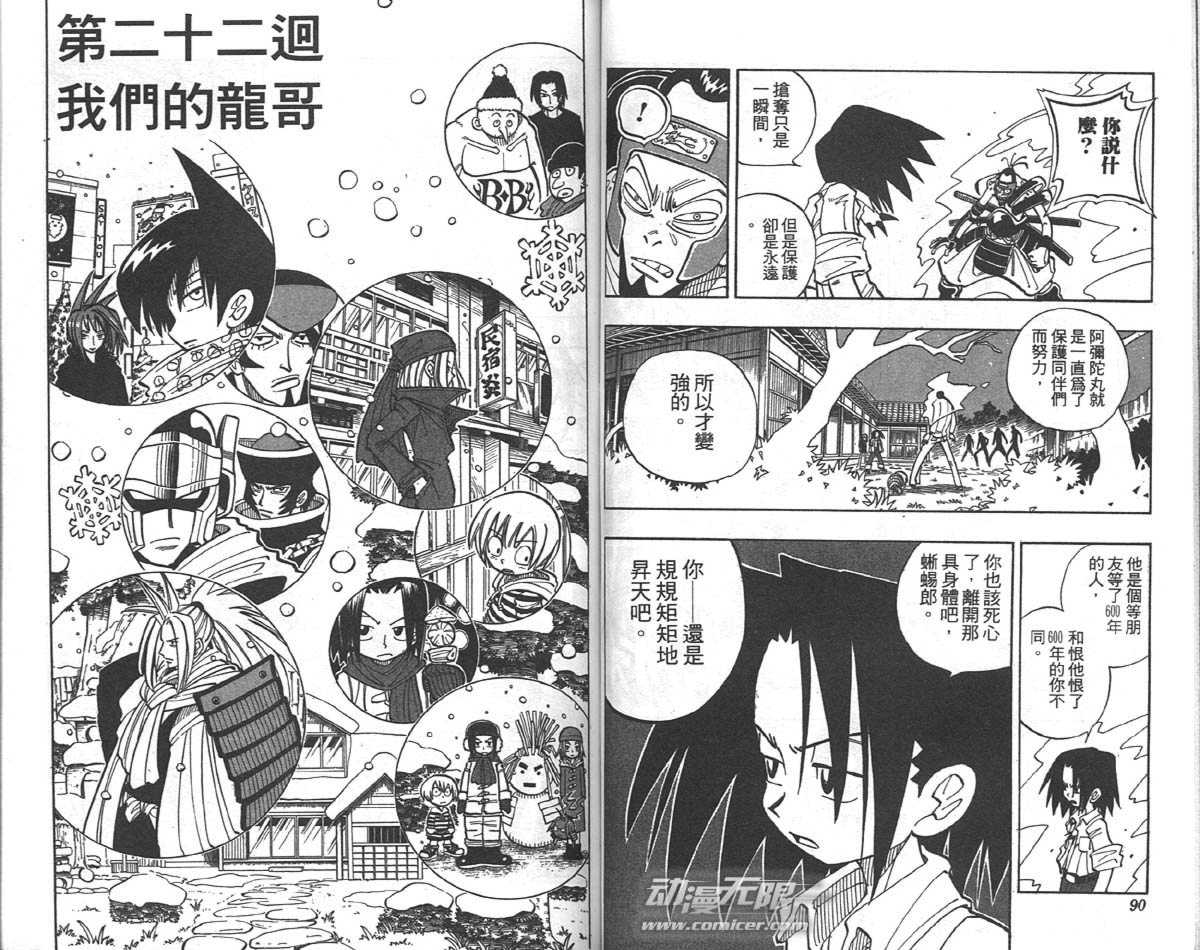 你說什
麼？
搶奪只是
一瞬間，
但是保護
卻是永遠
。
！
阿彌陀丸就
是一直為了
保護同伴們
而努力，
所以才變
強的
他是個等朋
友等了600年
的人，
和恨他恨了
600年的你不
同。
你也該死心
了，離開那
具身體吧，
蜥蜴郎。
你——還是
規規矩矩地
昇天吧。
90
第二十二迴
我們的龍哥
SAY YOU
B・B
民宿炎
动漫无限
www.comicer.com